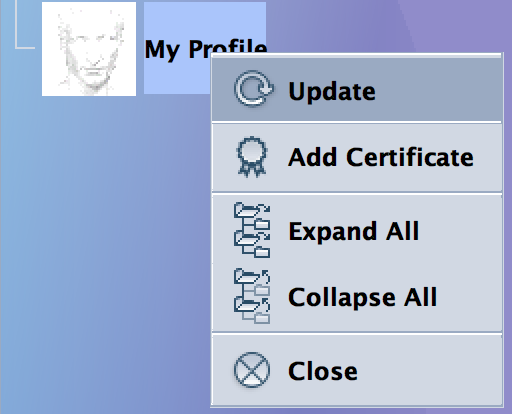 My Profile
Update
Add Certificate
Expand All
Collapse All
Close